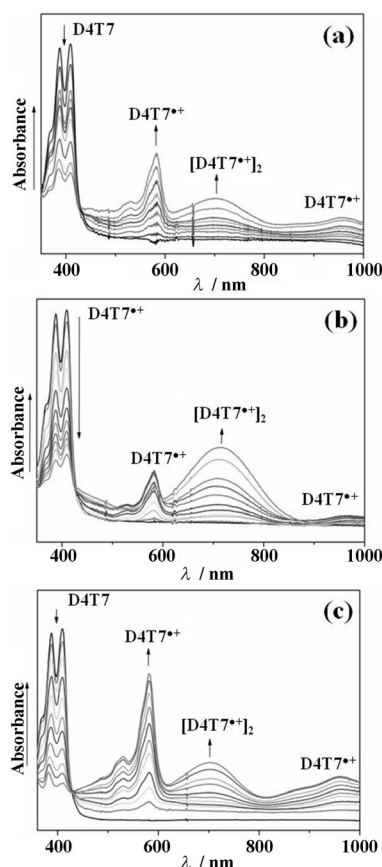 D4T7
(a)
D4T7•+
[D4T7•+]2
D4T7•+
Absorbance
400 600 800 1000
λ / nm
D4T7•+
(b)
[D4T7•+]2
D4T7•+
D4T7•+
Absorbance
400 600 800 1000
λ / nm
D4T7
(c)
D4T7•+
[D4T7•+]2
D4T7•+
Absorbance
400 600 800 1000
λ / nm